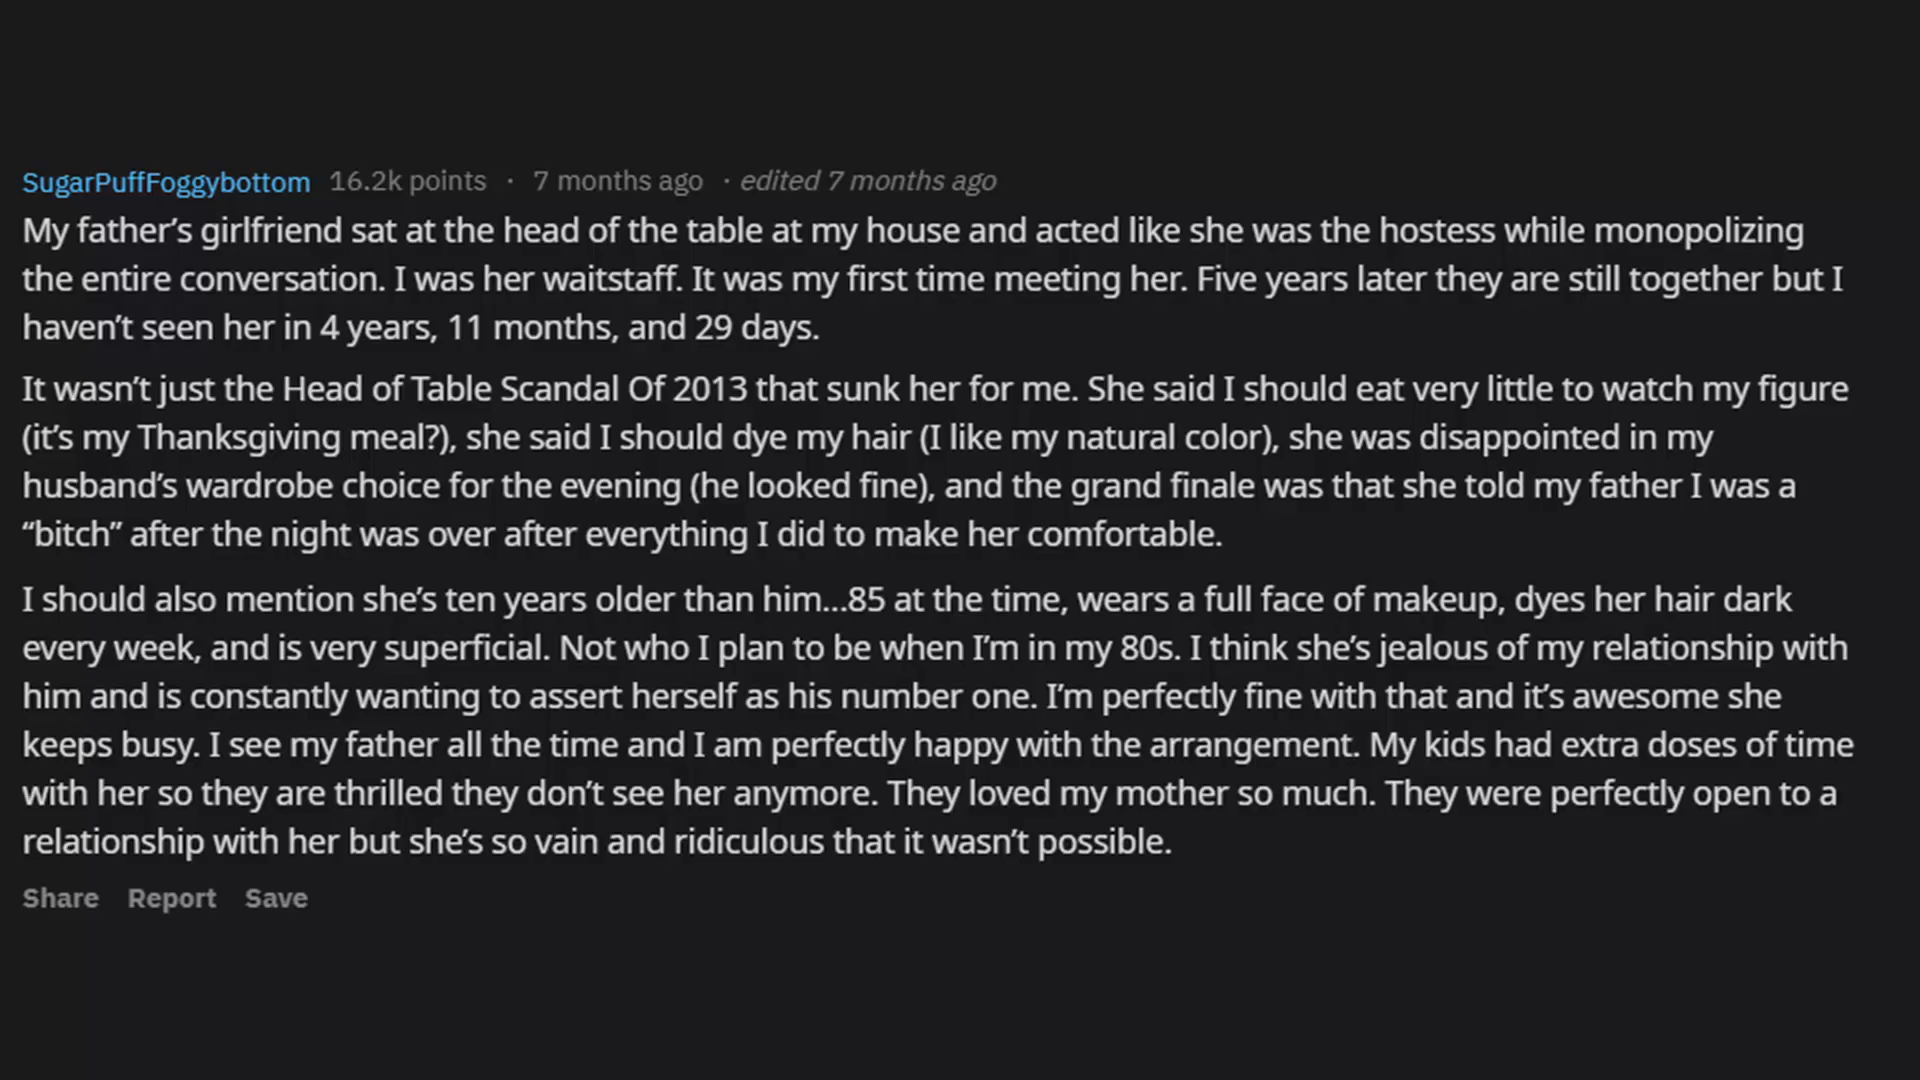 SugarPuffFoggybottom 16.2k points · 7 months ago · edited 7 months ago
My father’s girlfriend sat at the head of the table at my house and acted like she was the hostess while monopolizing
the entire conversation. I was her waitstaff. It was my first time meeting her. Five years later they are still together but I
haven’t seen her in 4 years, 11 months, and 29 days.
It wasn’t just the Head of Table Scandal Of 2013 that sunk her for me. She said I should eat very little to watch my figure
(it’s my Thanksgiving meal?), she said I should dye my hair (I like my natural color), she was disappointed in my
husband’s wardrobe choice for the evening (he looked fine), and the grand finale was that she told my father I was a
“bitch” after the night was over after everything I did to make her comfortable.
I should also mention she’s ten years older than him...85 at the time, wears a full face of makeup, dyes her hair dark
every week, and is very superficial. Not who I plan to be when I’m in my 80s. I think she’s jealous of my relationship with
him and is constantly wanting to assert herself as his number one. I’m perfectly fine with that and it’s awesome she
keeps busy. I see my father all the time and I am perfectly happy with the arrangement. My kids had extra doses of time
with her so they are thrilled they don’t see her anymore. They loved my mother so much. They were perfectly open to a
relationship with her but she’s so vain and ridiculous that it wasn’t possible.
Share Report Save